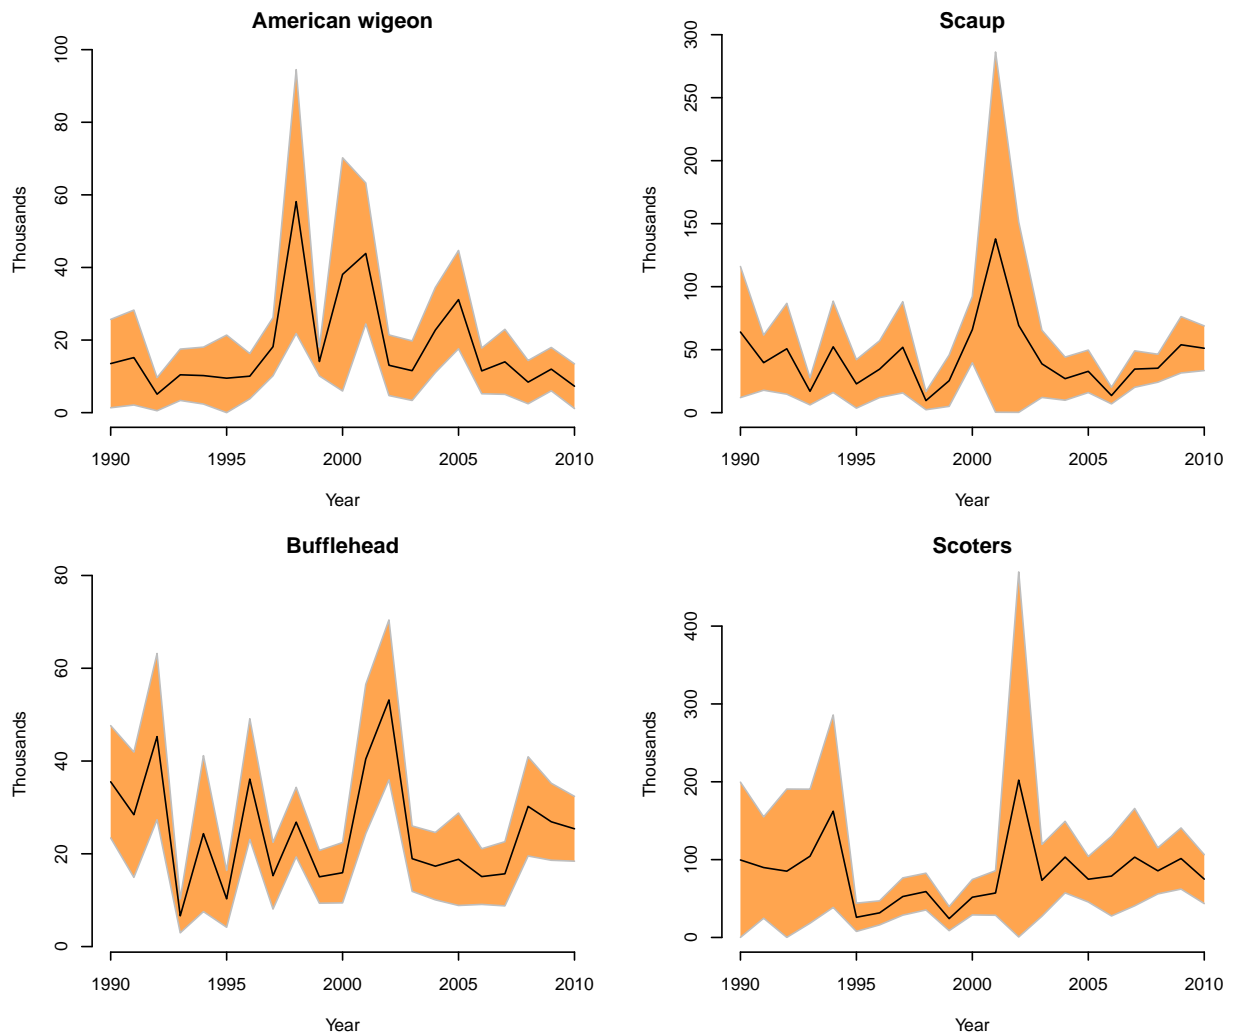 American wigeon
Thousands
0 20 40 60 80 100
1990 1995 2000 2005 2010
Year
Scaup
Thousands
0 50 100 150 200 250 300
1990 1995 2000 2005 2010
Year
Bufflehead
Thousands
0 20 40 60 80
1990 1995 2000 2005 2010
Year
Scoters
Thousands
0 100 200 300 400
1990 1995 2000 2005 2010
Year